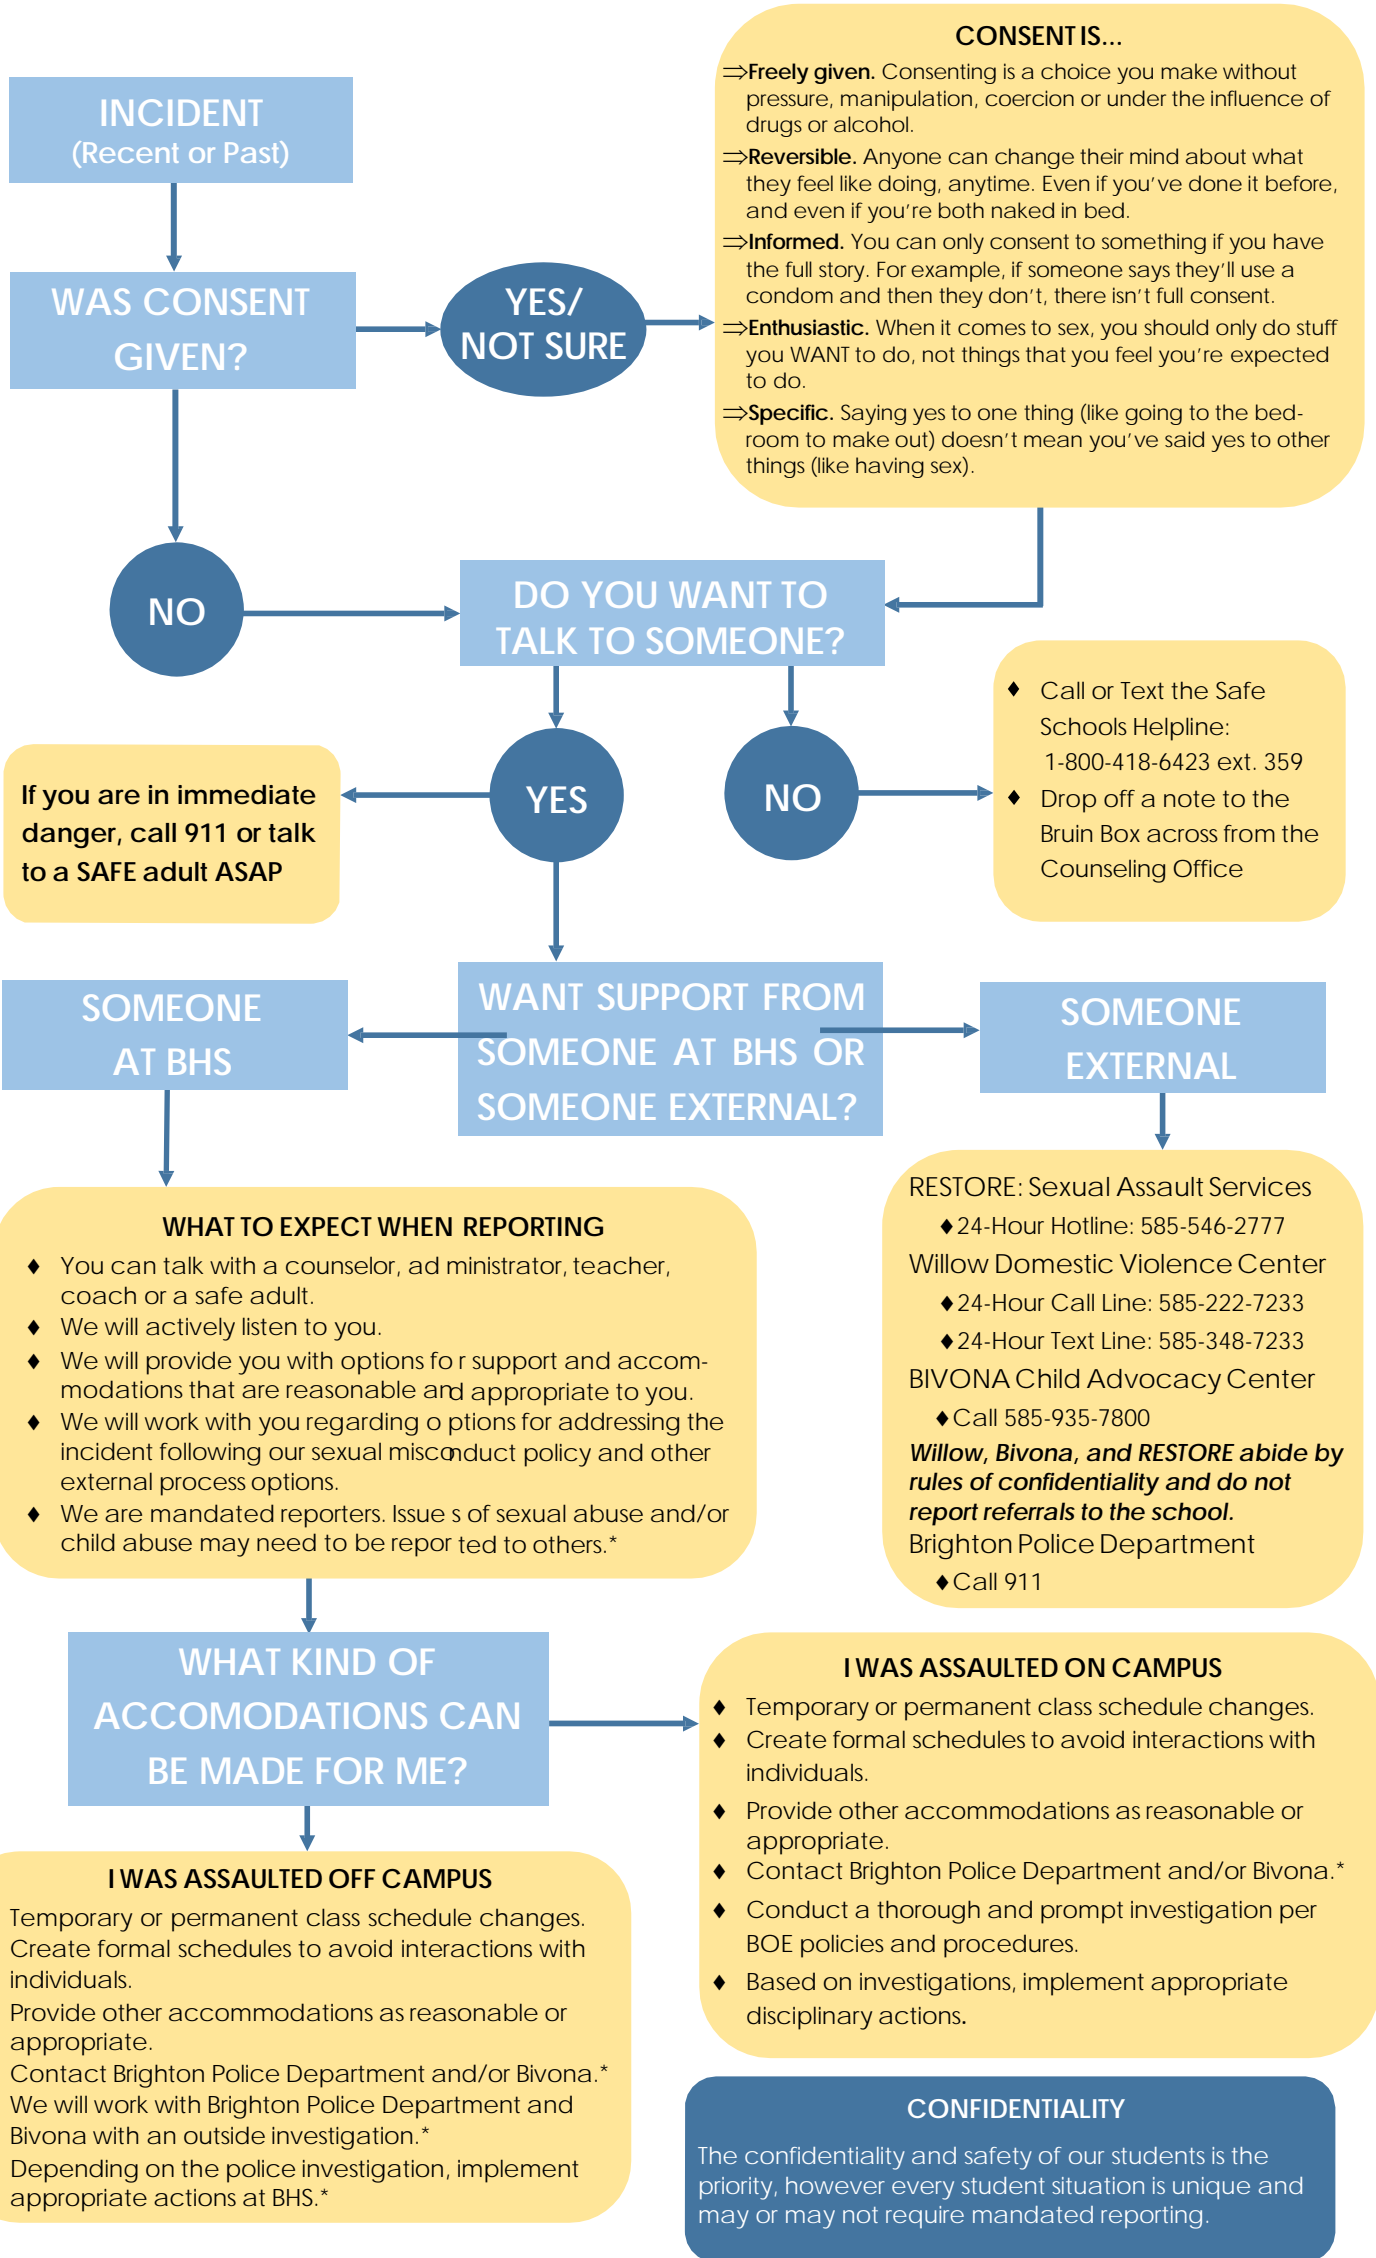 INCIDENT
(Recent or Past)
WAS CONSENT
GIVEN?
YES/
NOT SURE
CONSENT IS...
⇒Freely given. Consenting is a choice you make without
pressure, manipulation, coercion or under the influence of
drugs or alcohol.
⇒Reversible. Anyone can change their mind about what
they feel like doing, anytime. Even if you've done it before,
and even if you're both naked in bed.
⇒Informed. You can only consent to something if you have
the full story. For example, if someone says they'll use a
condom and then they don't, there isn't full consent.
⇒Enthusiastic. When it comes to sex, you should only do stuff
you WANT to do, not things that you feel you're expected
to do.
⇒Specific. Saying yes to one thing (like going to the bed-
room to make out) doesn't mean you've said yes to other
things (like having sex).
NO
DO YOU WANT TO
TALK TO SOMEONE?
YES
NO
♦ Call or Text the Safe
Schools Helpline:
1-800-418-6423 ext. 359
♦ Drop off a note to the
Bruin Box across from the
Counseling Office
If you are in immediate
danger, call 911 or talk
to a SAFE adult ASAP
WANT SUPPORT FROM
SOMEONE AT BHS OR
SOMEONE EXTERNAL?
SOMEONE
AT BHS
SOMEONE
EXTERNAL
WHAT TO EXPECT WHEN REPORTING
♦ You can talk with a counselor, ad ministrator, teacher,
coach or a safe adult.
♦ We will actively listen to you.
♦ We will provide you with options fo r support and accom-
modations that are reasonable and appropriate to you.
♦ We will work with you regarding o ptions for addressing the
incident following our sexual misconduct policy and other
external process options.
♦ We are mandated reporters. Issue s of sexual abuse and/or
child abuse may need to be repor ted to others.*
RESTORE: Sexual Assault Services
♦24-Hour Hotline: 585-546-2777
Willow Domestic Violence Center
♦24-Hour Call Line: 585-222-7233
♦24-Hour Text Line: 585-348-7233
BIVONA Child Advocacy Center
♦Call 585-935-7800
Willow, Bivona, and RESTORE abide by
rules of confidentiality and do not
report referrals to the school.
Brighton Police Department
♦Call 911
WHAT KIND OF
ACCOMODATIONS CAN
BE MADE FOR ME?
I WAS ASSAULTED ON CAMPUS
♦ Temporary or permanent class schedule changes.
♦ Create formal schedules to avoid interactions with
individuals.
♦ Provide other accommodations as reasonable or
appropriate.
♦ Contact Brighton Police Department and/or Bivona.*
♦ Conduct a thorough and prompt investigation per
BOE policies and procedures.
♦ Based on investigations, implement appropriate
disciplinary actions.
I WAS ASSAULTED OFF CAMPUS
Temporary or permanent class schedule changes.
Create formal schedules to avoid interactions with
individuals.
Provide other accommodations as reasonable or
appropriate.
Contact Brighton Police Department and/or Bivona.*
We will work with Brighton Police Department and
Bivona with an outside investigation.*
Depending on the police investigation, implement
appropriate actions at BHS.*
CONFIDENTIALITY
The confidentiality and safety of our students is the
priority, however every student situation is unique and
may or may not require mandated reporting.